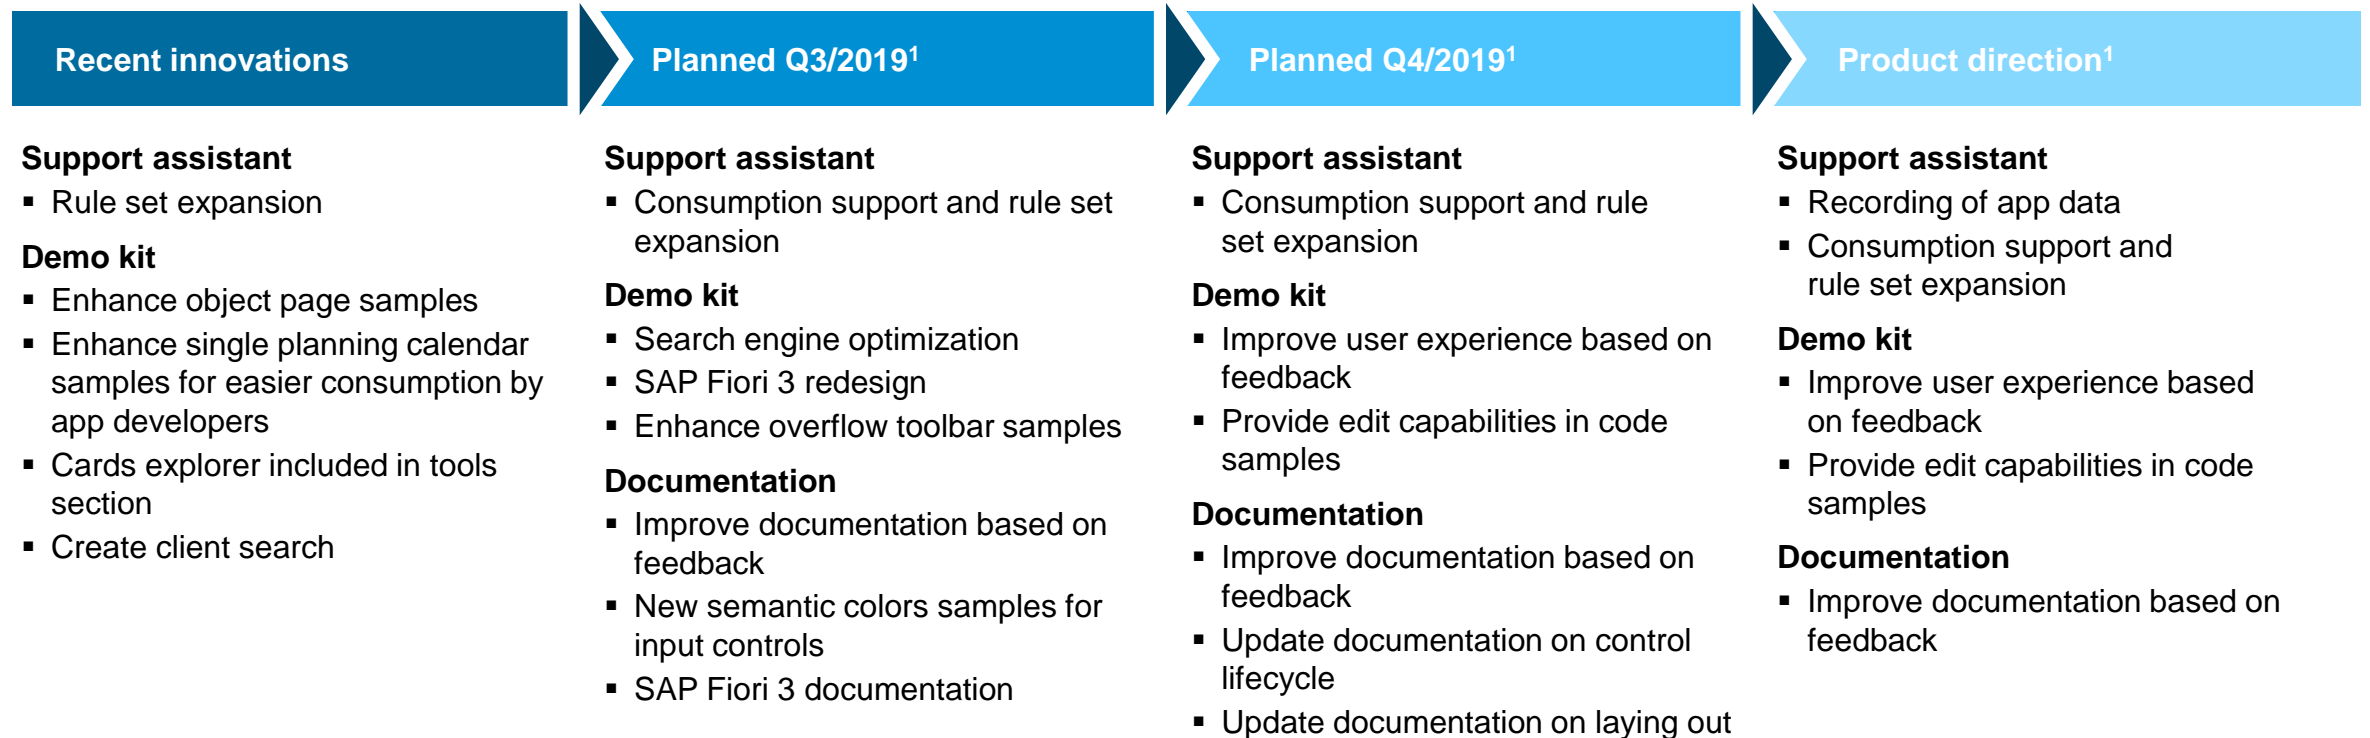 Recent innovations
Planned Q3/2019¹
Planned Q4/2019¹
Product direction¹
Support assistant
▪ Rule set expansion
Demo kit
▪ Enhance object page samples
▪ Enhance single planning calendar
samples for easier consumption by
app developers
▪ Cards explorer included in tools
section
▪ Create client search
Support assistant
▪ Consumption support and rule set
expansion
Demo kit
▪ Search engine optimization
▪ SAP Fiori 3 redesign
▪ Enhance overflow toolbar samples
Documentation
▪ Improve documentation based on
feedback
▪ New semantic colors samples for
input controls
▪ SAP Fiori 3 documentation
Support assistant
▪ Consumption support and rule
set expansion
Demo kit
▪ Improve user experience based on
feedback
▪ Provide edit capabilities in code
samples
Documentation
▪ Improve documentation based on
feedback
▪ Update documentation on control
lifecycle
▪ Update documentation on laying out
Support assistant
▪ Recording of app data
▪ Consumption support and
rule set expansion
Demo kit
▪ Improve user experience based
on feedback
▪ Provide edit capabilities in code
samples
Documentation
▪ Improve documentation based on
feedback